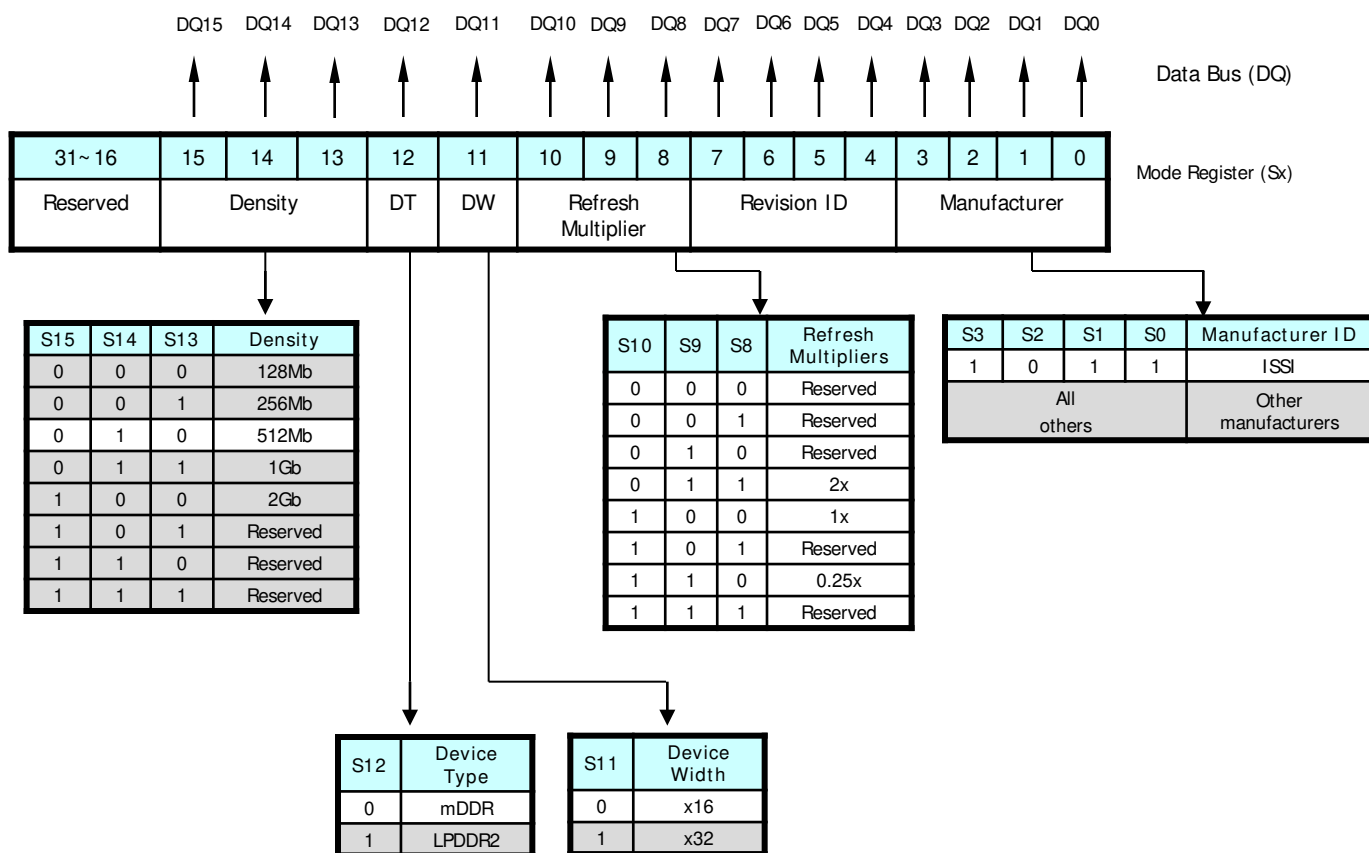 DQ15 DQ14 DQ13 DQ12 DQ11 DQ10 DQ9 DQ8 DQ7 DQ6 DQ5 DQ4 DQ3 DQ2 DQ1 DQ0
Data Bus (DQ)
31~16 15 14 13 12 11 10 9 8 7 6 5 4 3 2 1 0
Mode Register (Sx)
Reserved Density DT DW Refresh Multiplier Revision ID Manufacturer
S15 S14 S13 Density
0 0 0 128Mb
0 0 1 256Mb
0 1 0 512Mb
0 1 1 1Gb
1 0 0 2Gb
1 0 1 Reserved
1 1 0 Reserved
1 1 1 Reserved
S10 S9 S8 Refresh Multipliers
0 0 0 Reserved
0 0 1 Reserved
0 1 0 Reserved
0 1 1 2x
1 0 0 1x
1 0 1 Reserved
1 1 0 0.25x
1 1 1 Reserved
S3 S2 S1 S0 Manufacturer ID
1 0 1 1 ISSI
All others Other manufacturers
S12 Device Type
0 mDDR
1 LPDDR2
S11 Device Width
0 x16
1 x32